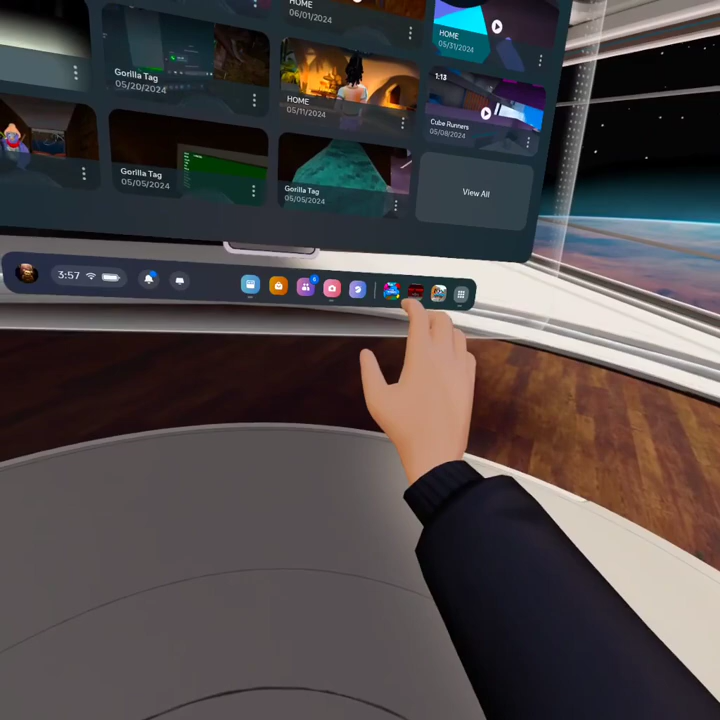 HOME
06/01/2024
HOME
05/31/2024
Gorilla Tag
05/20/2024
HOME
05/11/2024
1:13
Cube Runners
05/08/2024
Gorilla Tag
05/05/2024
Gorilla Tag
05/05/2024
View All
3:57
6